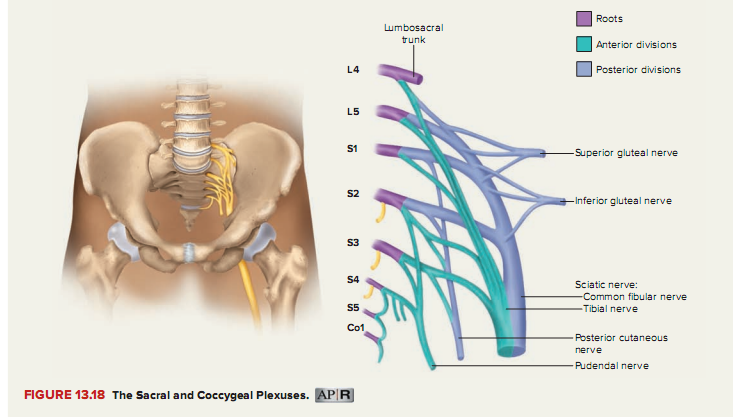 Lumbosacral
trunk
Roots
Anterior divisions
Posterior divisions
L4
L5
S1
S2
S3
S4
S5
Co1
Superior gluteal nerve
Inferior gluteal nerve
Sciatic nerve:
Common fibular nerve
Tibial nerve
Posterior cutaneous
nerve
Pudendal nerve
FIGURE 13.18 The Sacral and Coccygeal Plexuses. AP|R